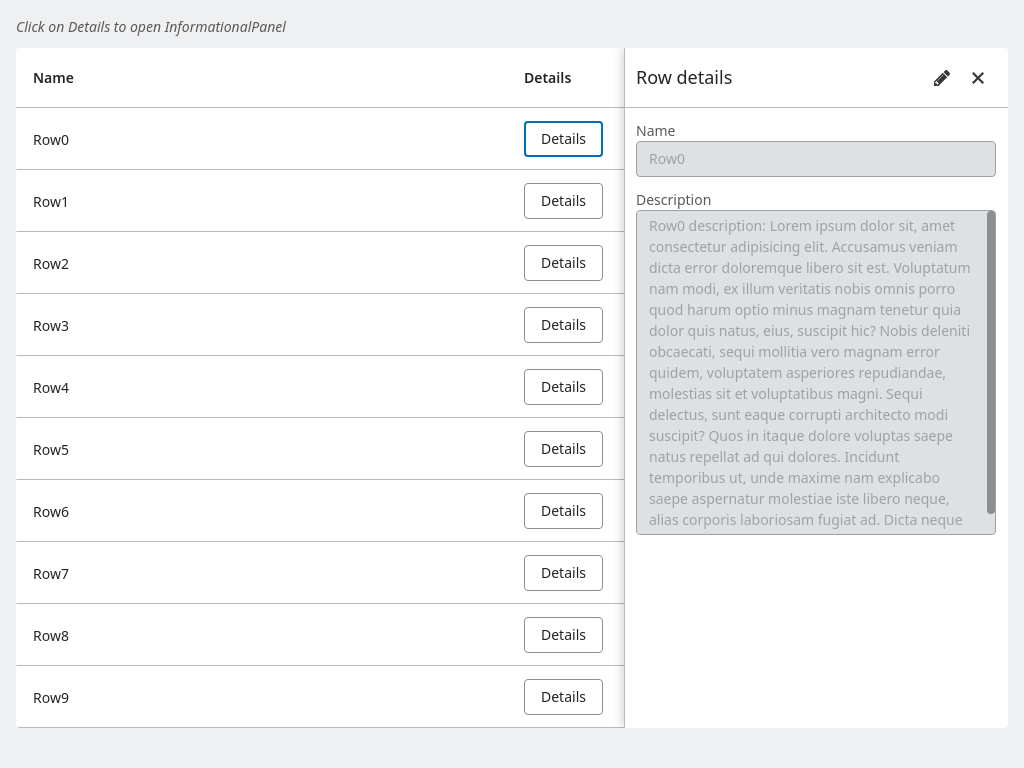 Click on Details to open InformationalPanel
Name Details
Row0 Details
Row1 Details
Row2 Details
Row3 Details
Row4 Details
Row5 Details
Row6 Details
Row7 Details
Row8 Details
Row9 Details
Row details
Name
Row0
Description
Row0 description: Lorem ipsum dolor sit, amet
consectetur adipisicing elit. Accusamus veniam
dicta error doloremque libero sit est. Voluptatum
nam modi, ex illum veritatis nobis omnis porro
quod harum optio minus magnam tenetur quia
dolor quis natus, eius, suscipit hic? Nobis deleniti
obcaecati, sequi mollitia vero magnam error
quidem, voluptatem asperiores repudiandae,
molestias sit et voluptatibus magni. Sequi
delectus, sunt eaque corrupti architecto modi
suscipit? Quos in itaque dolore voluptas saepe
natus repellat ad qui dolores. Incidunt
temporibus ut, unde maxime nam explicabo
saepe aspernatur molestiae iste libero neque,
alias corporis laboriosam fugiat ad. Dicta neque